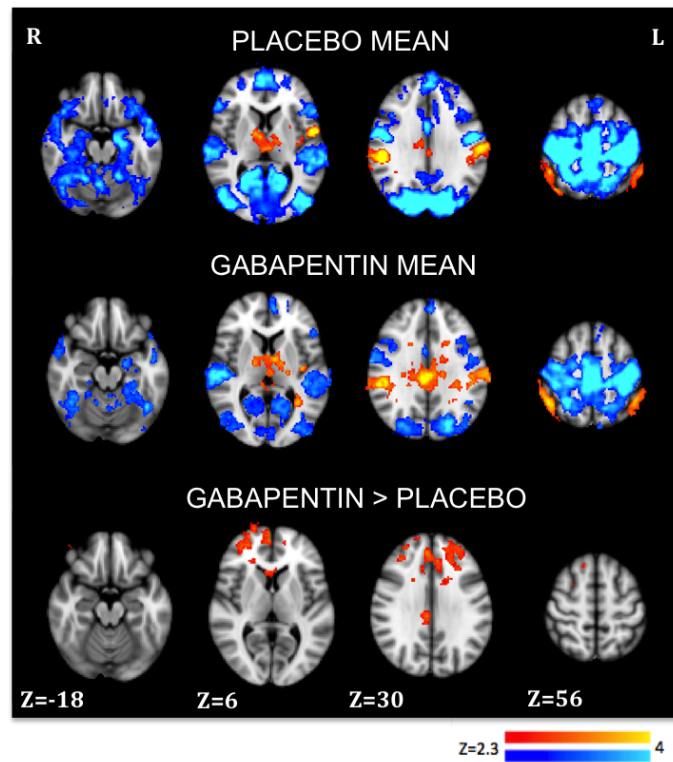 R
PLACEBO MEAN
L
GABAPENTIN MEAN
GABAPENTIN > PLACEBO
Z=-18
Z=6
Z=30
Z=56
Z=2.3
4